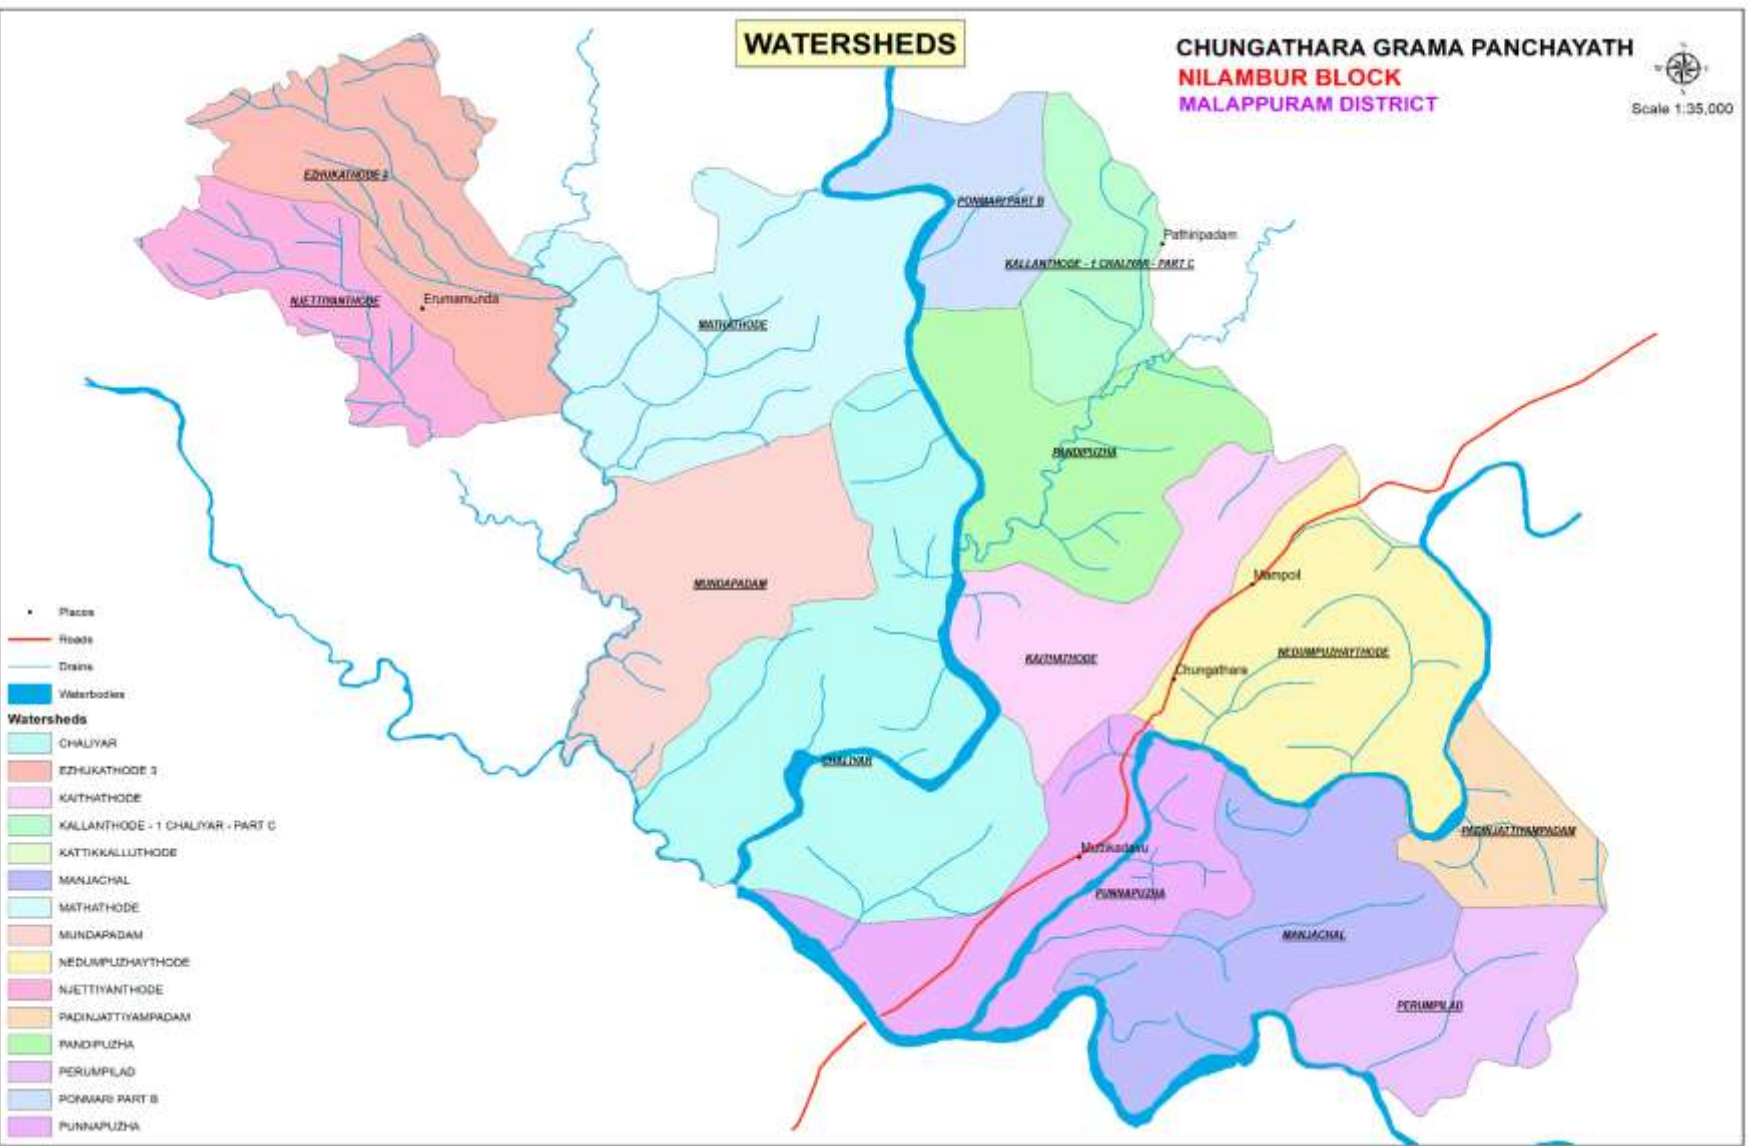 WATERSHEDS
CHUNGATHARA GRAMA PANCHAYATH
NILAMBUR BLOCK
MALAPPURAM DISTRICT
Scale 1:35,000
EZHUKATHODE 3
PONMARI PART B
Pathiripadam
KALLANTHODE - 1 CHALIYAR - PART C
NJETTIYANTHODE
Erumamunda
MATHATHODE
PANDIPUZHA
MUNDAPADAM
Mampoil
KAITHATHODE
NEDUMPUZHAYTHODE
Chungathara
CHALIYAR
PADINJATTIYAMPADAM
Muttikadavu
PUNNAPUZHA
MANJACHAL
PERUMPILAD
Places
Roads
Drains
Waterbodies
Watersheds
CHALIYAR
EZHUKATHODE 3
KAITHATHODE
KALLANTHODE - 1 CHALIYAR - PART C
KATTIKKALLUTHODE
MANJACHAL
MATHATHODE
MUNDAPADAM
NEDUMPUZHAYTHODE
NJETTIYANTHODE
PADINJATTIYAMPADAM
PANDIPUZHA
PERUMPILAD
PONMARI PART B
PUNNAPUZHA